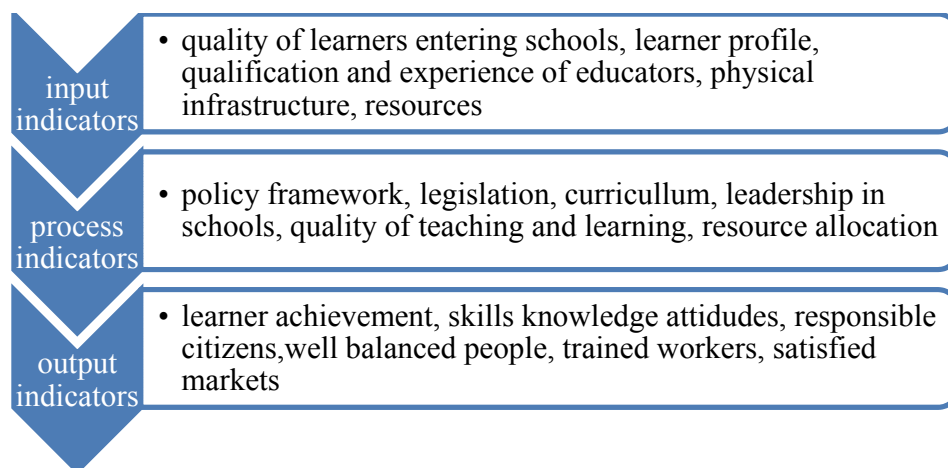 input
indicators
• quality of learners entering schools, learner profile,
qualification and experience of educators, physical
infrastructure, resources
process
indicators
• policy framework, legislation, curricullum, leadership in
schools, quality of teaching and learning, resource allocation
output
indicators
• learner achievement, skills knowledge attidudes, responsible
citizens,well balanced people, trained workers, satisfied
markets